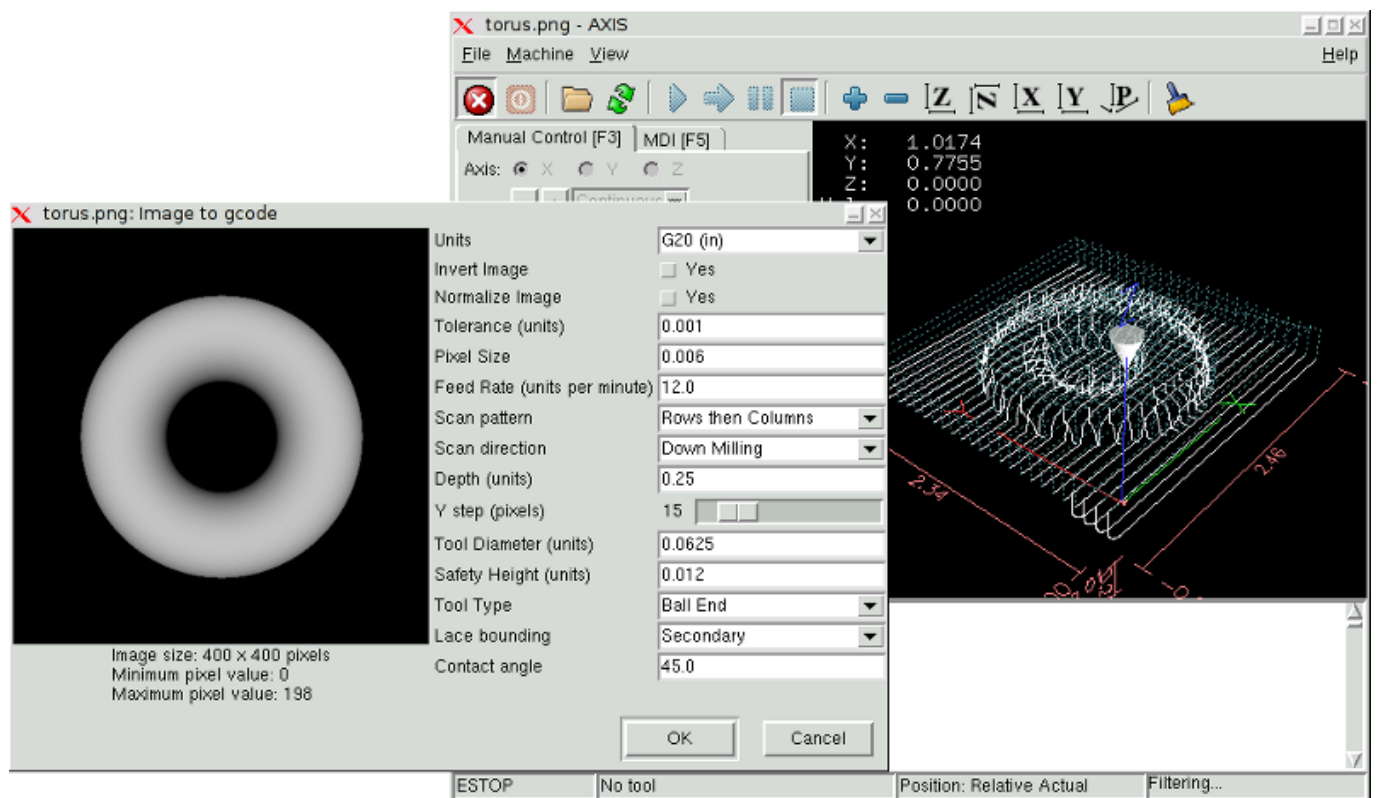 torus.png - AXIS
File Machine View Help
Z N X Y P
Manual Control [F3] MDI [F5]
Axis: X Y Z
Continuous
X: 1.0174
Y: 0.7755
Z: 0.0000
0.0000
torus.png: Image to gcode
Units G20 (in)
Invert Image Yes
Normalize Image Yes
Tolerance (units) 0.001
Pixel Size 0.006
Feed Rate (units per minute) 12.0
Scan pattern Rows then Columns
Scan direction Down Milling
Depth (units) 0.25
Y step (pixels) 15
Tool Diameter (units) 0.0625
Safety Height (units) 0.012
Tool Type Ball End
Lace bounding Secondary
Contact angle 45.0
Image size: 400 x 400 pixels
Minimum pixel value: 0
Maximum pixel value: 198
OK Cancel
2.34
2.46
ESTOP No tool Position: Relative Actual Filtering...